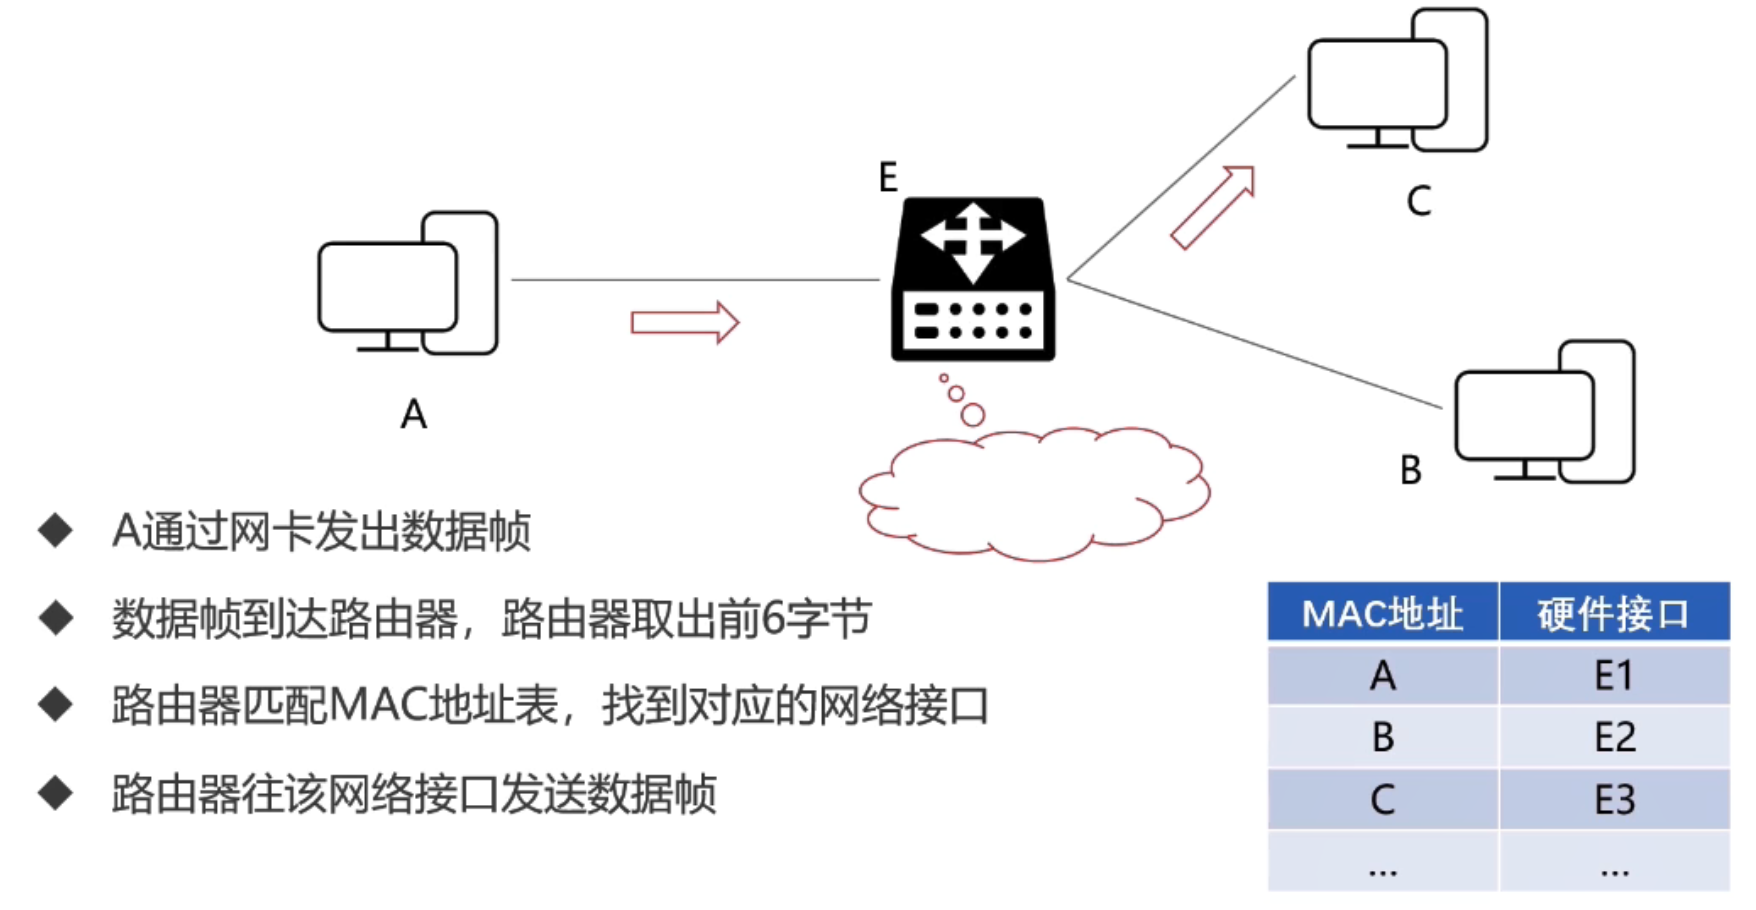 E
C
A
B
A通过网卡发出数据帧
数据帧到达路由器，路由器取出前6字节
路由器匹配MAC地址表，找到对应的网络接口
路由器往该网络接口发送数据帧
MAC地址 硬件接口
A E1
B E2
C E3
... ...